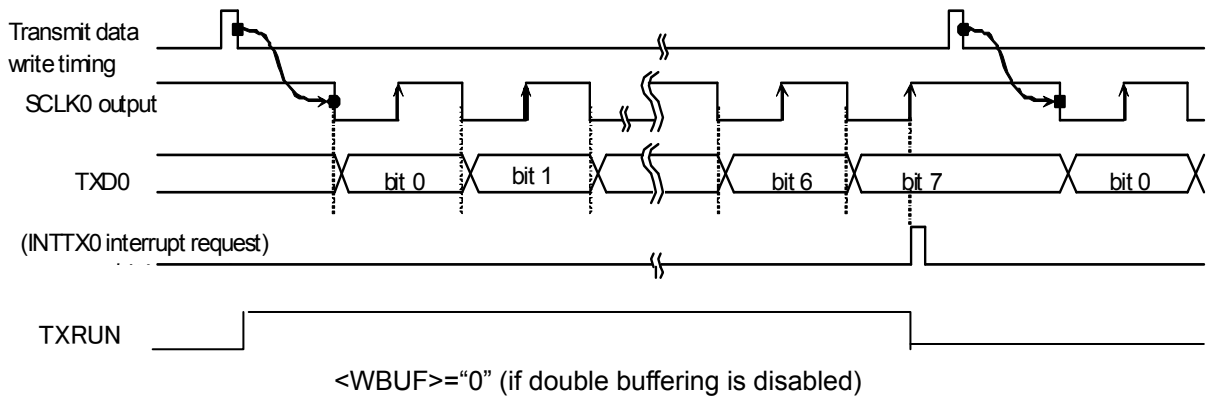 Transmit data
write timing
SCLK0 output
TXD0
bit 0 bit 1 bit 6 bit 7 bit 0
(INTTX0 interrupt request)
TXRUN
<WBUF>=“0” (if double buffering is disabled)